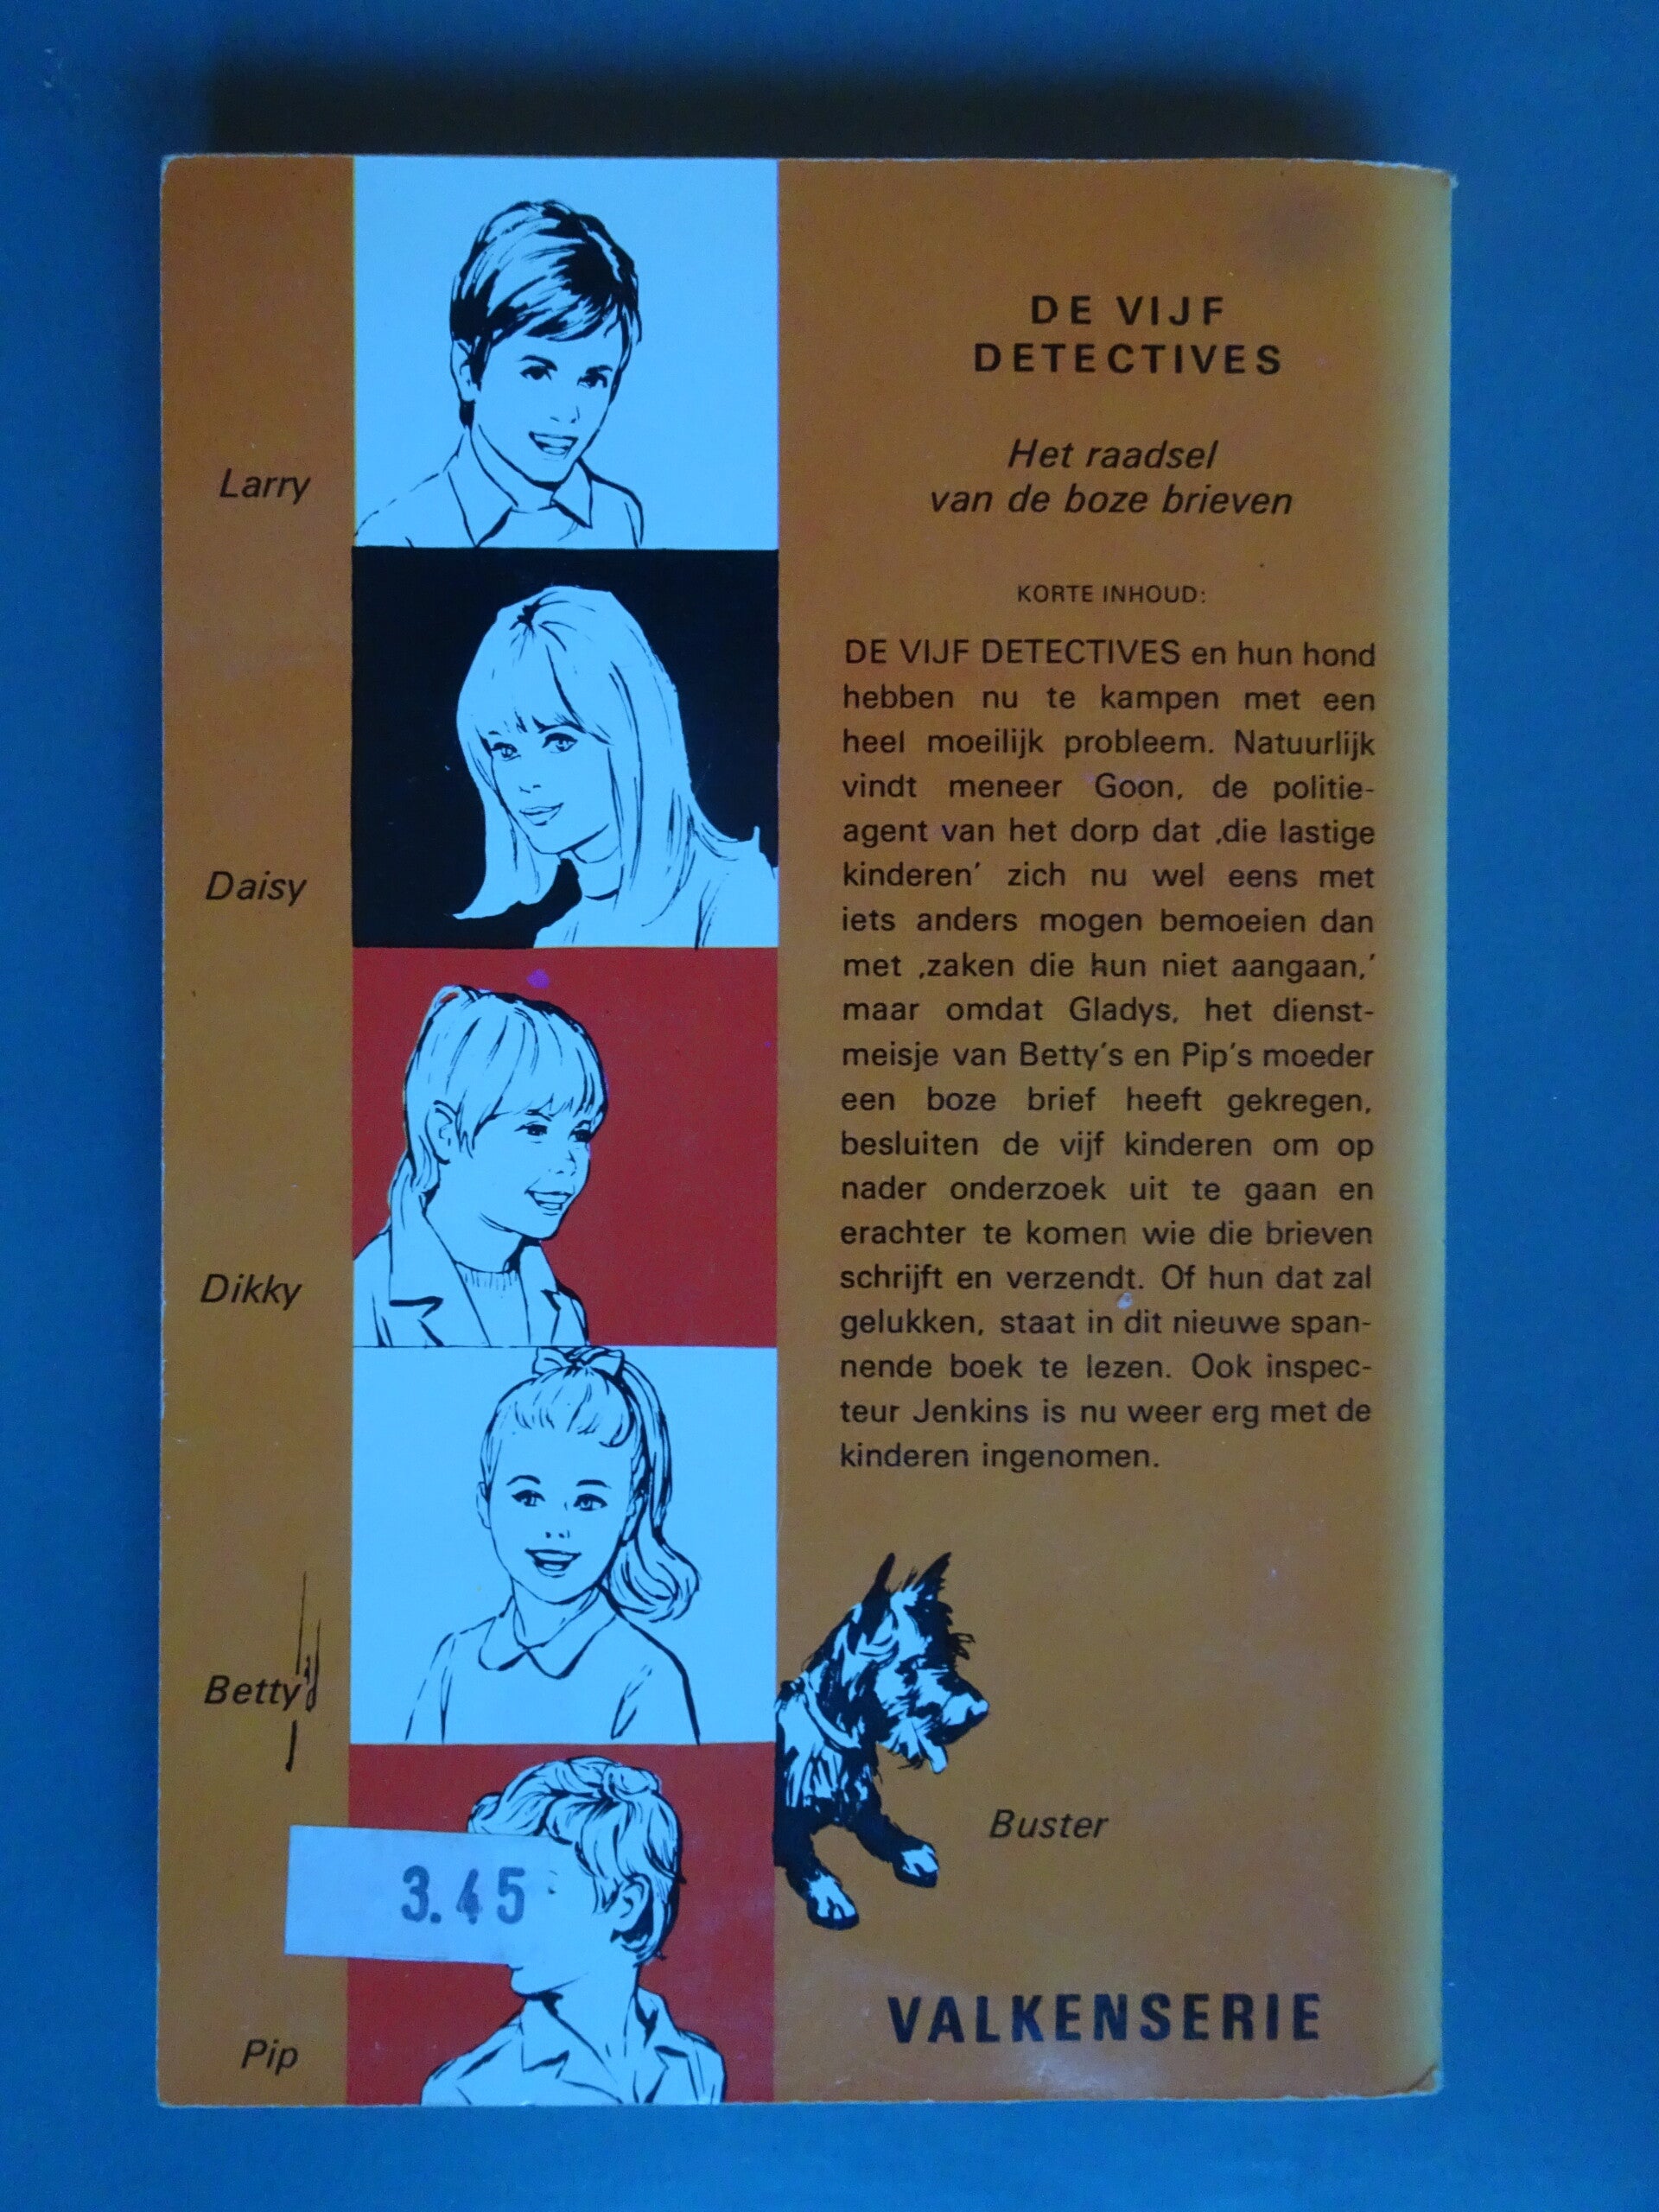 Larry
Daisy
Dikky
Betty
Pip
3.45
DE VIJF
DETECTIVES
Het raadsel
van de boze brieven
KORTE INHOUD:
DE VIJF DETECTIVES en hun hond
hebben nu te kampen met een
heel moeilijk probleem. Natuurlijk
vindt meneer Goon, de politie-
agent van het dorp dat ‚die lastige
kinderen’ zich nu wel eens met
iets anders mogen bemoeien dan
met ‚zaken die hun niet aangaan,’
maar omdat Gladys, het dienst-
meisje van Betty’s en Pip’s moeder
een boze brief heeft gekregen,
besluiten de vijf kinderen om op
nader onderzoek uit te gaan en
erachter te komen wie die brieven
schrijft en verzendt. Of hun dat zal
gelukken, staat in dit nieuwe span-
nende boek te lezen. Ook inspec-
teur Jenkins is nu weer erg met de
kinderen ingenomen.
Buster
VALKENSERIE